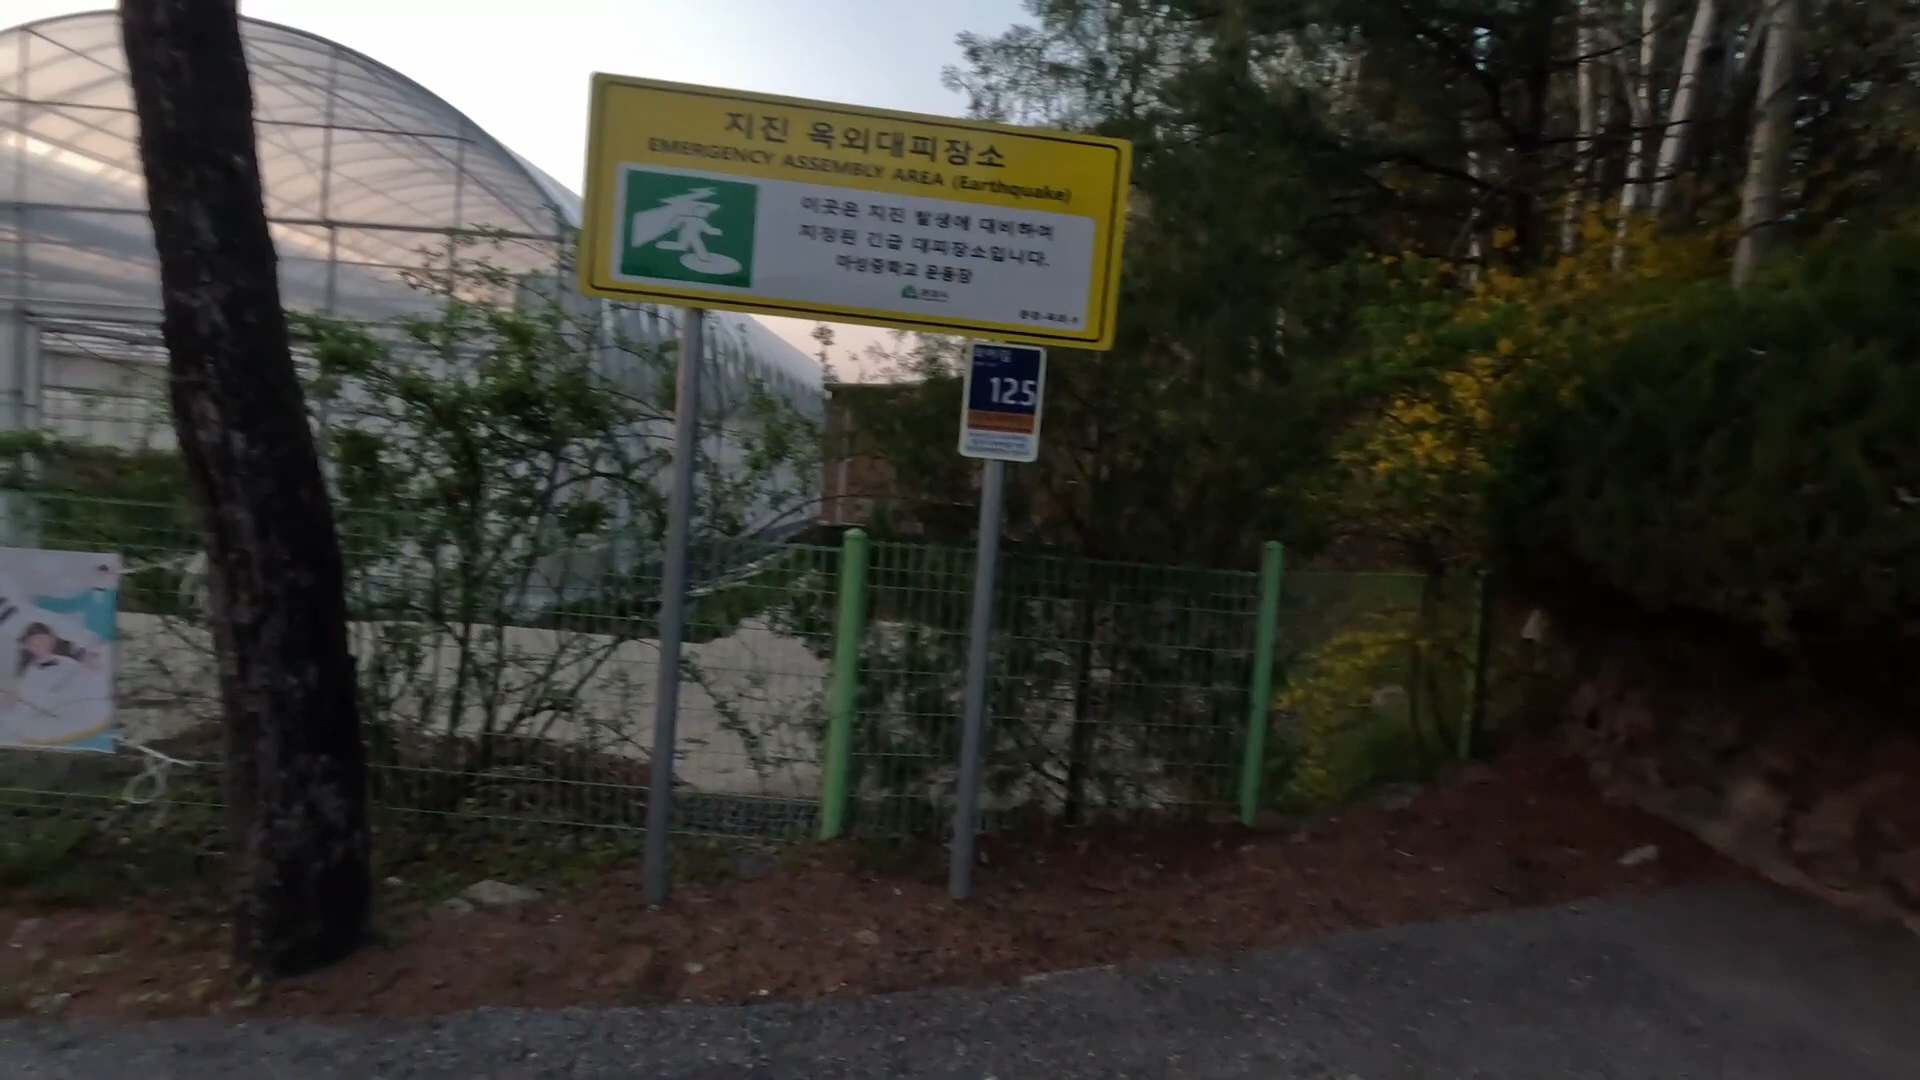 지진 옥외대피장소
EMERGENCY ASSEMBLY AREA (Earthquake)
이곳은 지진 발생에 대비하여
지정된 긴급 대피장소입니다.
마성중학교 운동장
125